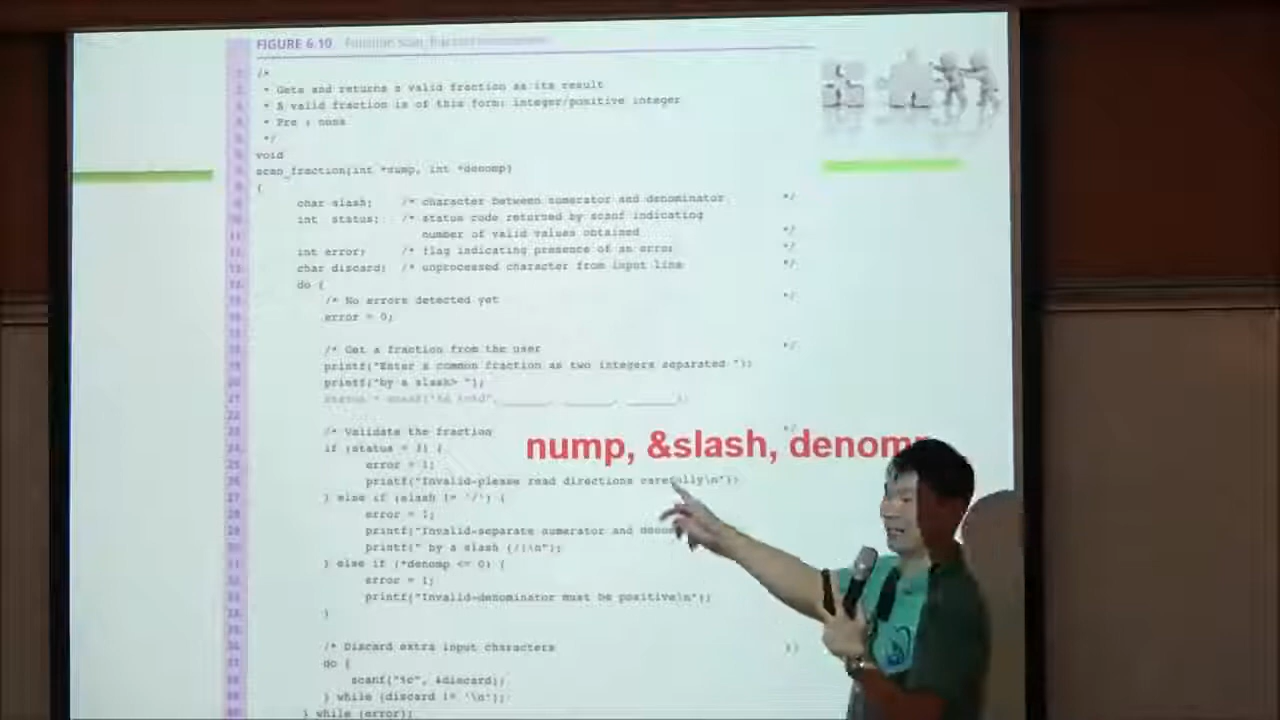 FIGURE 6.10 Function scan_fraction
/*
* Gets and returns a valid fraction as its result
* A valid fraction is of this form: integer/positive integer
* Pre : none
*/
void
scan_fraction(int *nump, int *denomp)
{
char slash; /* character between numerator and denominator */
int status; /* status code returned by scanf indicating
number of valid values obtained */
int error; /* flag indicating presence of an error */
char discard; /* unprocessed character from input line */
do {
/* No errors detected yet */
error = 0;
/* Get a fraction from the user */
printf("Enter a common fraction as two integers separated ");
printf("by a slash> ");
status = scanf("%d %c%d",
/* Validate the fraction */
nump, &slash, denomp
if (status < 3) {
error = 1;
printf("Invalid-please read directions carefully\n");
} else if (slash != '/') {
error = 1;
printf("Invalid-separate numerator and
printf(" by a slash (/)\n");
} else if (*denomp <= 0) {
error = 1;
printf("Invalid-denominator must be positive\n");
}
/* Discard extra input characters */
do {
scanf("%c", &discard);
} while (discard != '\n');
} while (error);